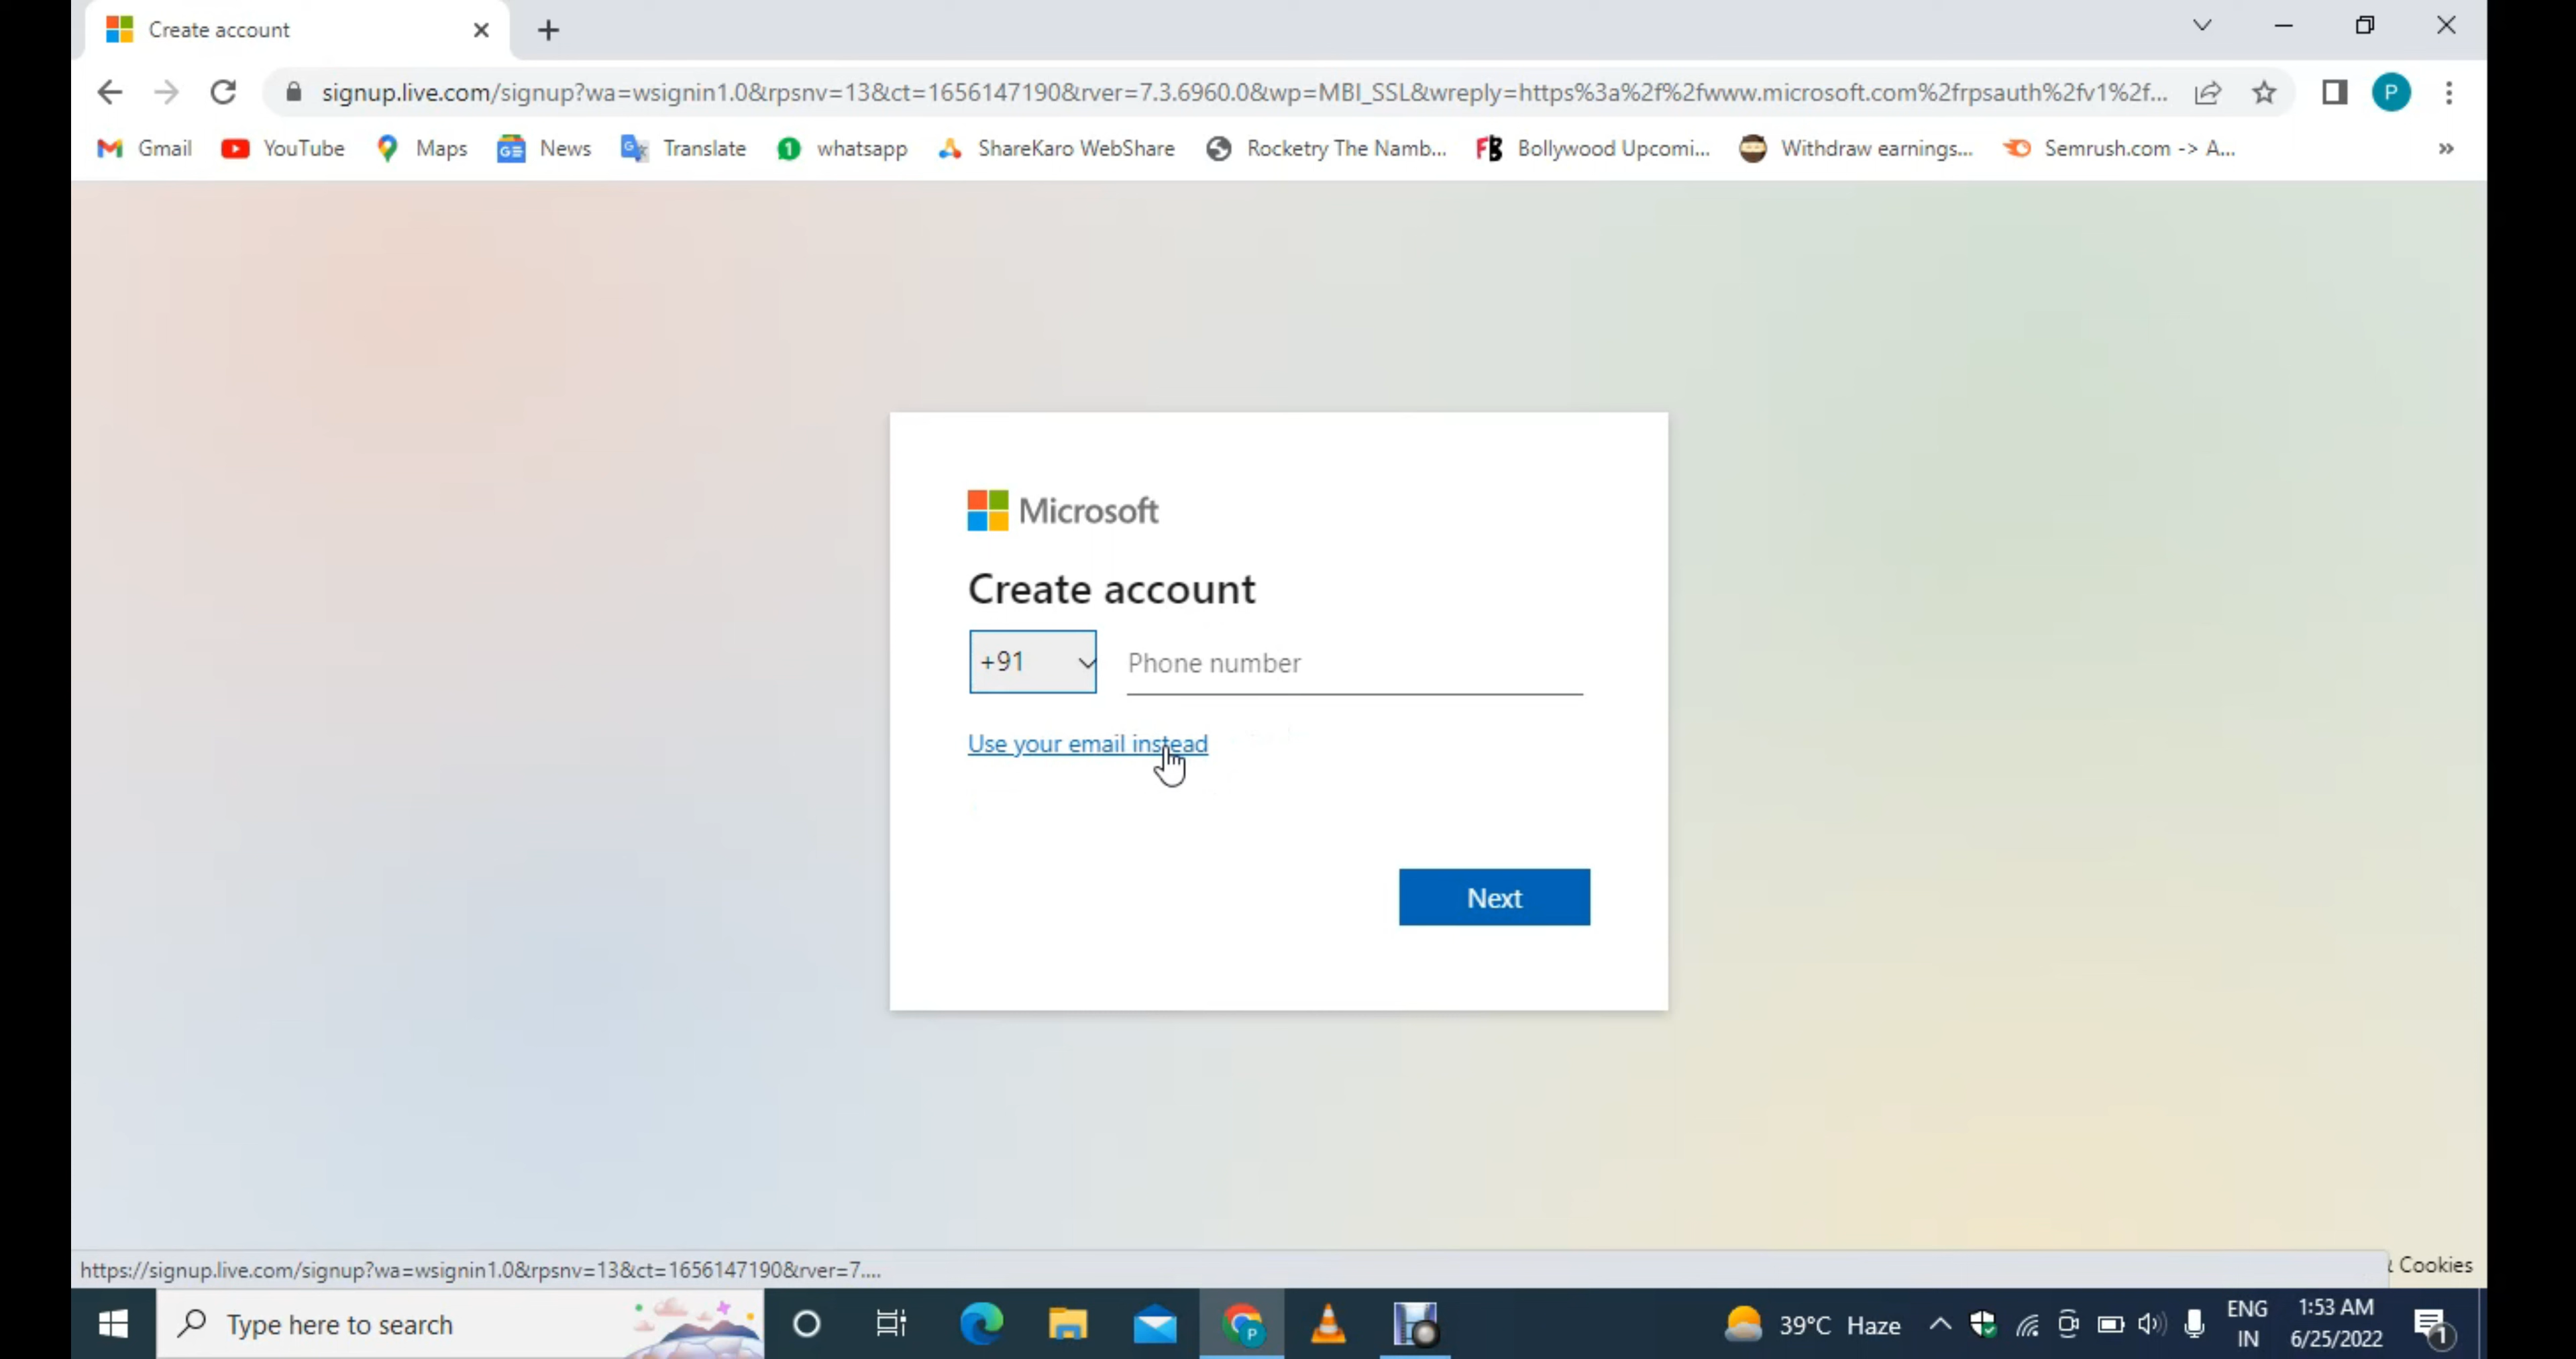 Create account
signup.live.com/signup?wa=wsignin1.0&rpsnv=13&ct=1656147190&rver=7.3.6960.0&wp=MBI_SSL&wreply=https%3a%2f%2fwww.microsoft.com%2frpsauth%2fv1%2f...
P
Gmail YouTube Maps News Translate 1 whatsapp ShareKaro WebShare Rocketry The Namb... FB Bollywood Upcomi... Withdraw earnings... Semrush.com -> A... »
Microsoft
Create account
+91 Phone number
Use your email instead
Next
https://signup.live.com/signup?wa=wsignin1.0&rpsnv=13&ct=1656147190&rver=7....
Cookies
Type here to search
39°C Haze
ENG
IN
1:53 AM
6/25/2022
1